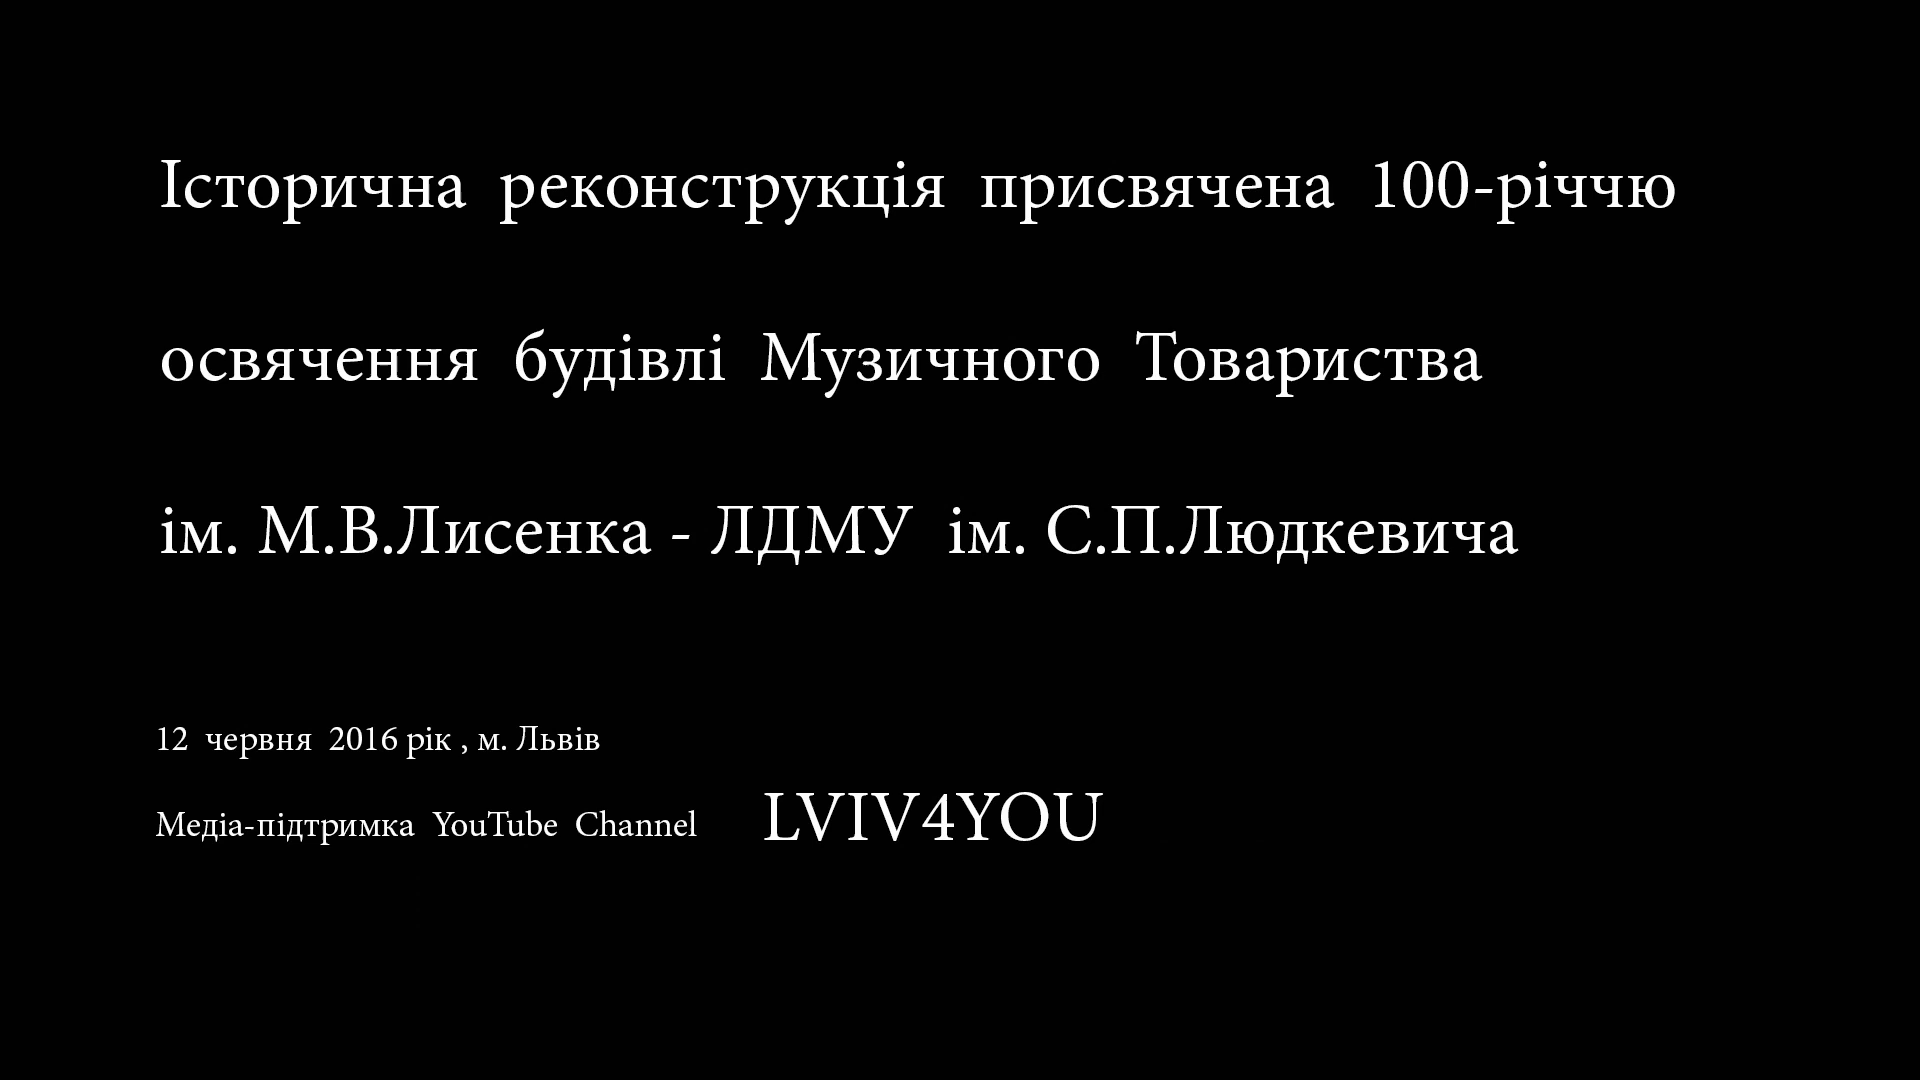 Історична реконструкція присвячена 100-річчю
освячення будівлі Музичного Товариства
ім. М.В.Лисенка - ЛДМУ ім. С.П.Людкевича
12 червня 2016 рік , м. Львів
Медіа-підтримка YouTube Channel LVIV4YOU